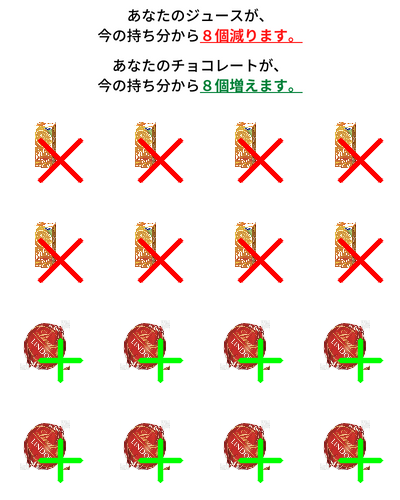 あなたのジュースが、
今の持ち分から８個減ります。
あなたのチョコレートが、
今の持ち分から８個増えます。